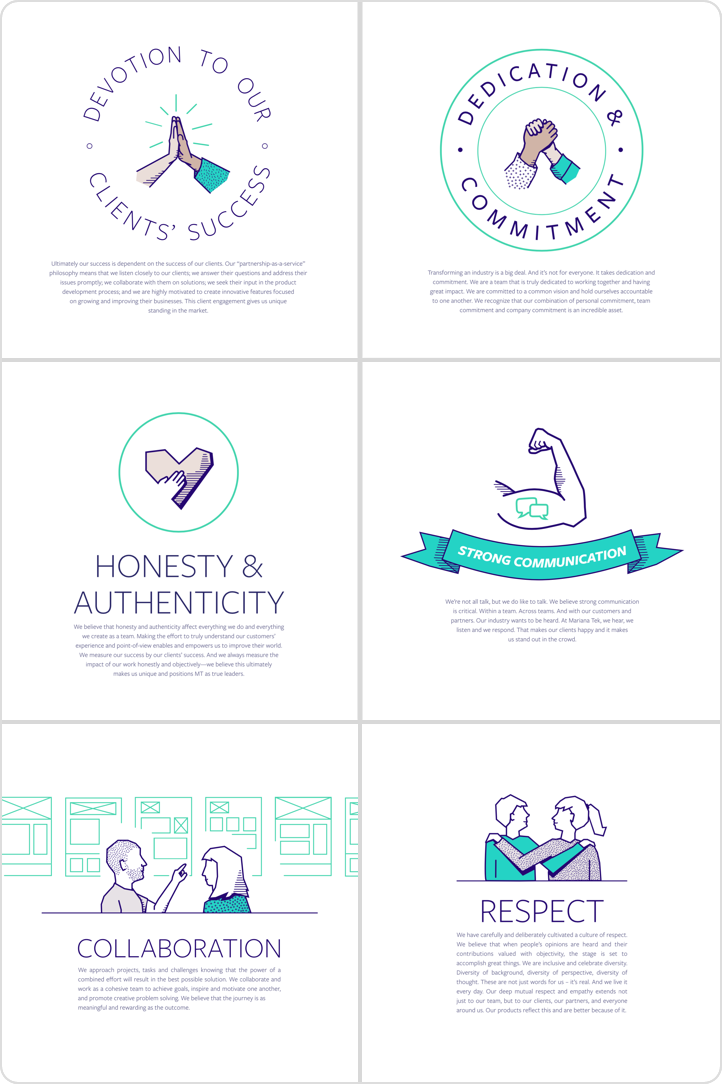 DEVOTION TO OUR
CLIENTS' SUCCESS
Ultimately our success is dependent on the success of our clients. Our "partnership-as-a-service"
philosophy means that we listen closely to our clients; we answer their questions and address their
issues promptly; we collaborate with them on solutions; we seek their input in the product
development process; and we are highly motivated to create innovative features focused
on growing and improving their businesses. This client engagement gives us unique
standing in the market.
DEDICATION &
COMMITMENT
Transforming an industry is a big deal. And it's not for everyone. It takes dedication and
commitment. We are a team that is truly dedicated to working together and having
great impact. We are committed to a common vision and hold ourselves accountable
to one another. We recognize that our combination of personal commitment, team
commitment and company commitment is an incredible asset.
HONESTY &
AUTHENTICITY
We believe that honesty and authenticity affect everything we do and everything
we create as a team. Making the effort to truly understand our customers'
experience and point-of-view enables and empowers us to improve their world.
We measure our success by our clients' success. And we always measure the
impact of our work honestly and objectively—we believe this ultimately
makes us unique and positions MT as true leaders.
STRONG COMMUNICATION
We're not all talk, but we do like to talk. We believe strong communication
is critical. Within a team. Across teams. And with our customers and
partners. Our industry wants to be heard. At Mariana Tek, we hear, we
listen and we respond. That makes our clients happy and it makes
us stand out in the crowd.
COLLABORATION
We approach projects, tasks and challenges knowing that the power of a
combined effort will result in the best possible solution. We collaborate and
work as a cohesive team to achieve goals, inspire and motivate one another,
and promote creative problem solving. We believe that the journey is as
meaningful and rewarding as the outcome.
RESPECT
We have carefully and deliberately cultivated a culture of respect.
We believe that when people's opinions are heard and their
contributions valued with objectivity, the stage is set to
accomplish great things. We are inclusive and celebrate diversity.
Diversity of background, diversity of perspective, diversity of
thought. These are not just words for us - it's real. And we live it
every day. Our deep mutual respect and empathy extends not
just to our team, but to our clients, our partners, and everyone
around us. Our products reflect this and are better because of it.